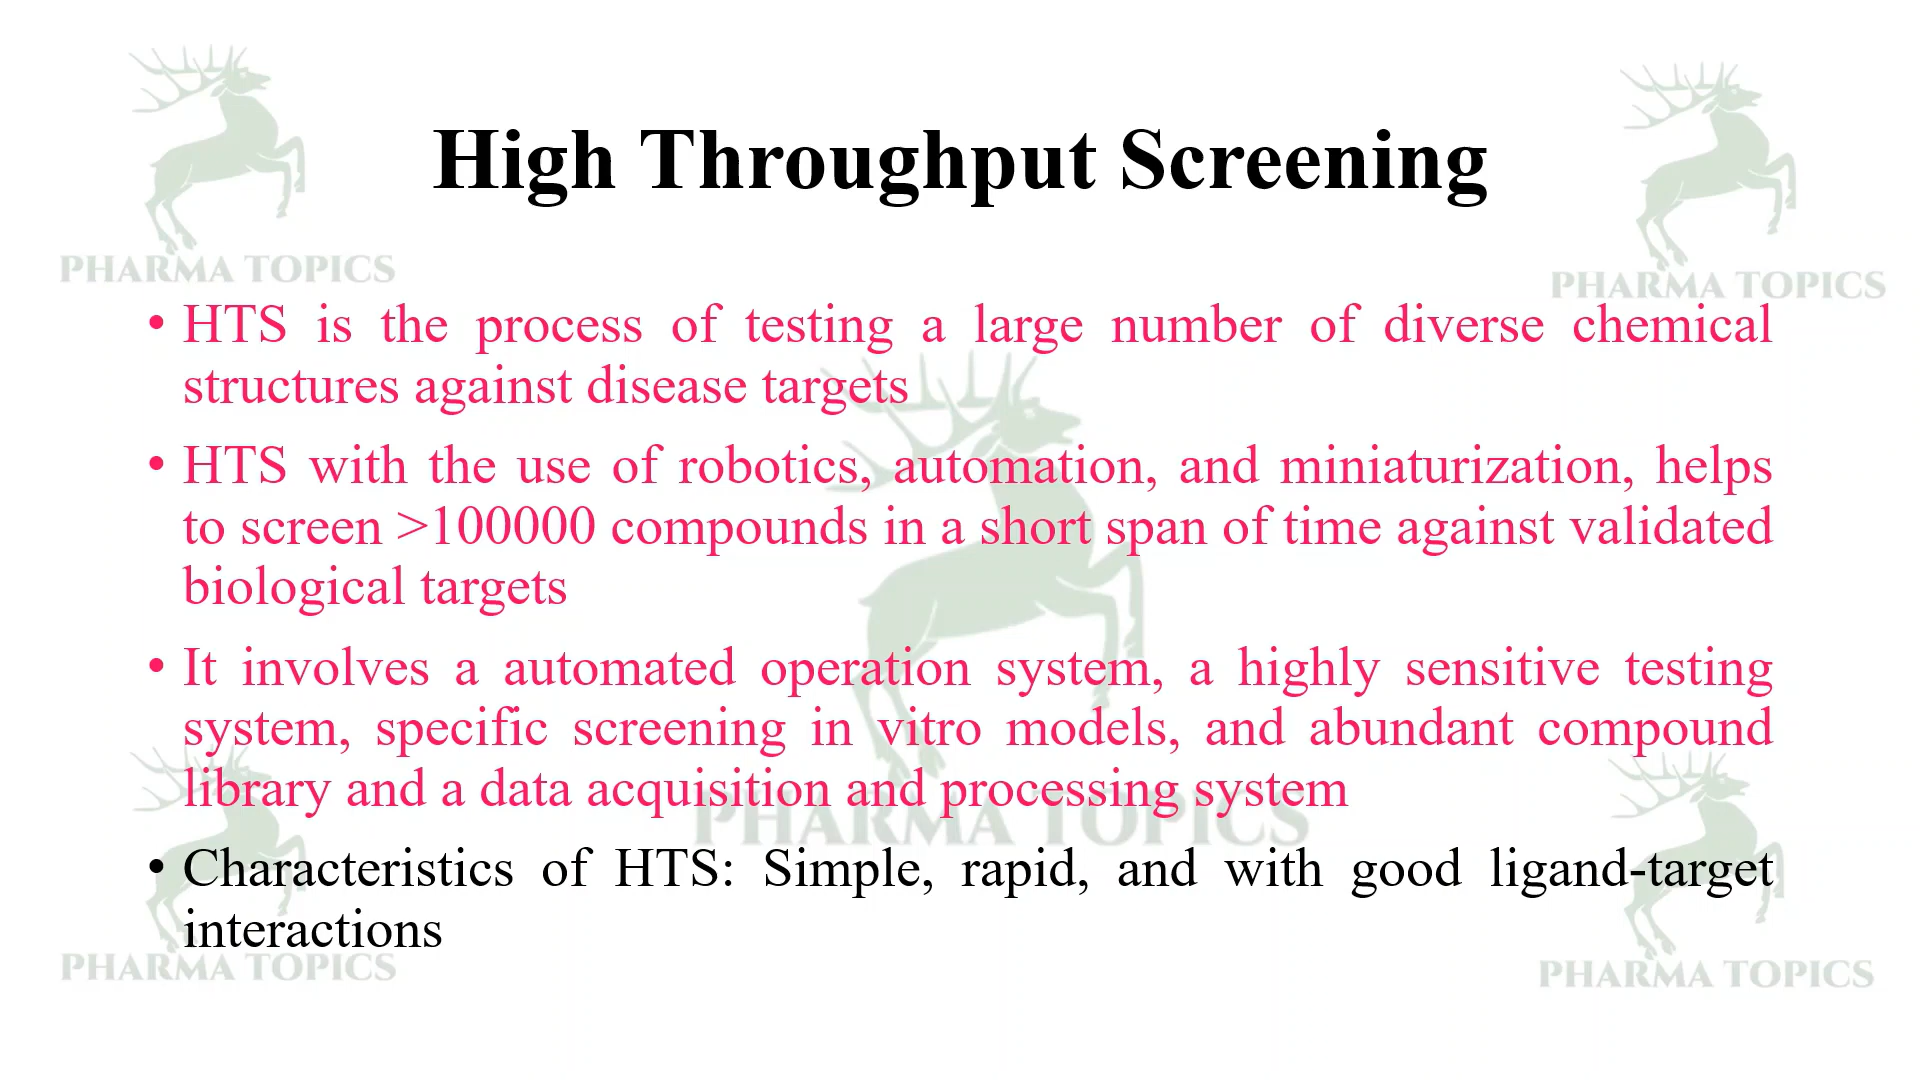 High Throughput Screening
PHARMA TOPICS
PHARMA TOPICS
• HTS is the process of testing a large number of diverse chemical
structures against disease targets
• HTS with the use of robotics, automation, and miniaturization, helps
to screen >100000 compounds in a short span of time against validated
biological targets
• It involves a automated operation system, a highly sensitive testing
system, specific screening in vitro models, and abundant compound
library and a data acquisition and processing system
PHARMA TOPICS
• Characteristics of HTS: Simple, rapid, and with good ligand-target
interactions
PHARMA TOPICS
PHARMA TOPICS